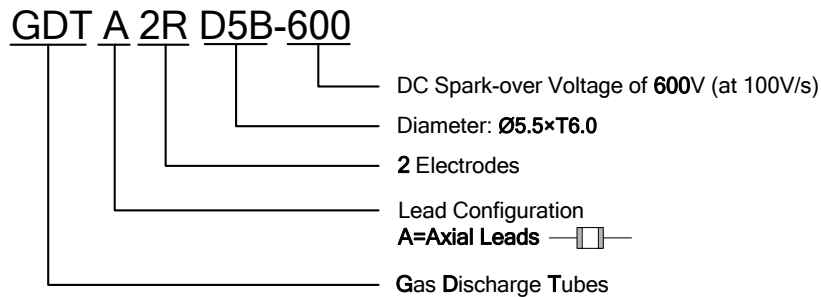 GDT A 2R D5B-600
DC Spark-over Voltage of 600V (at 100V/s)
Diameter: Ø5.5×T6.0
2 Electrodes
Lead Configuration
A=Axial Leads
Gas Discharge Tubes